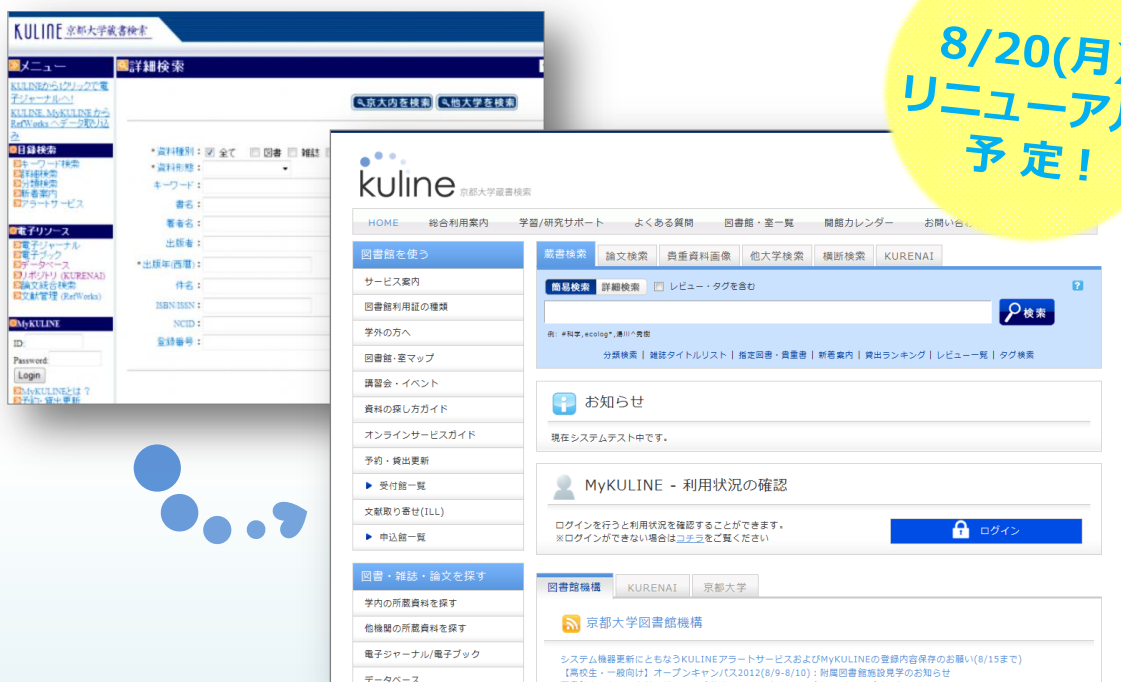 KULINE 京都大学蔵書検索
メニュー
KULINEから1クリックで電
子ジャーナルへ!
KULINE, MyKULINEから
RefWorks へデータ取り込
み
目録検索
キーワード検索
詳細検索
分類検索
新着案内
アラートサービス
電子リソース
電子ジャーナル
電子ブック
データベース
リポジトリ (KURENAI)
論文統合検索
文献管理 (RefWorks)
MyKULINE
ID:
Password:
Login
MyKULINEとは ?
予約・貸出更新
詳細検索
京大内を検索 他大学を検索
*資料種別: 全て 図書 雑誌
*資料形態:
キーワード:
書名:
著者名:
出版者:
*出版年(西暦):
件名:
ISBN/ISSN:
NCID:
登録番号:
8/20(月)
リニューアル
予定!
kuline 京都大学蔵書検索
HOME 総合利用案内 学習/研究サポート よくある質問 図書館・室一覧 開館カレンダー お問い合
図書館を使う
サービス案内
図書館利用証の種類
学外の方へ
図書館・室マップ
講習会・イベント
資料の探し方ガイド
オンラインサービスガイド
予約・貸出更新
受付館一覧
文献取り寄せ(ILL)
申込館一覧
図書・雑誌・論文を探す
学内の所蔵資料を探す
他機関の所蔵資料を探す
電子ジャーナル/電子ブック
データベース
蔵書検索 論文検索 貴重資料画像 他大学検索 横断検索 KURENAI
簡易検索 詳細検索 レビュー・タグを含む ?
検索
例: #科学,ecolog*,湯川^秀樹
分類検索 | 雑誌タイトルリスト | 指定図書・貴重書 | 新着案内 | 貸出ランキング | レビュー一覧 | タグ検索
お知らせ
現在システムテスト中です。
MyKULINE - 利用状況の確認
ログインを行うと利用状況を確認することができます。
※ログインができない場合はコチラをご覧ください
ログイン
図書館機構 KURENAI 京都大学
京都大学図書館機構
システム機器更新にともなうKULINEアラートサービスおよびMyKULINEの登録内容保存のお願い(8/15まで)
【高校生・一般向け】オープンキャンパス2012(8/9-8/10):附属図書館施設見学のお知らせ